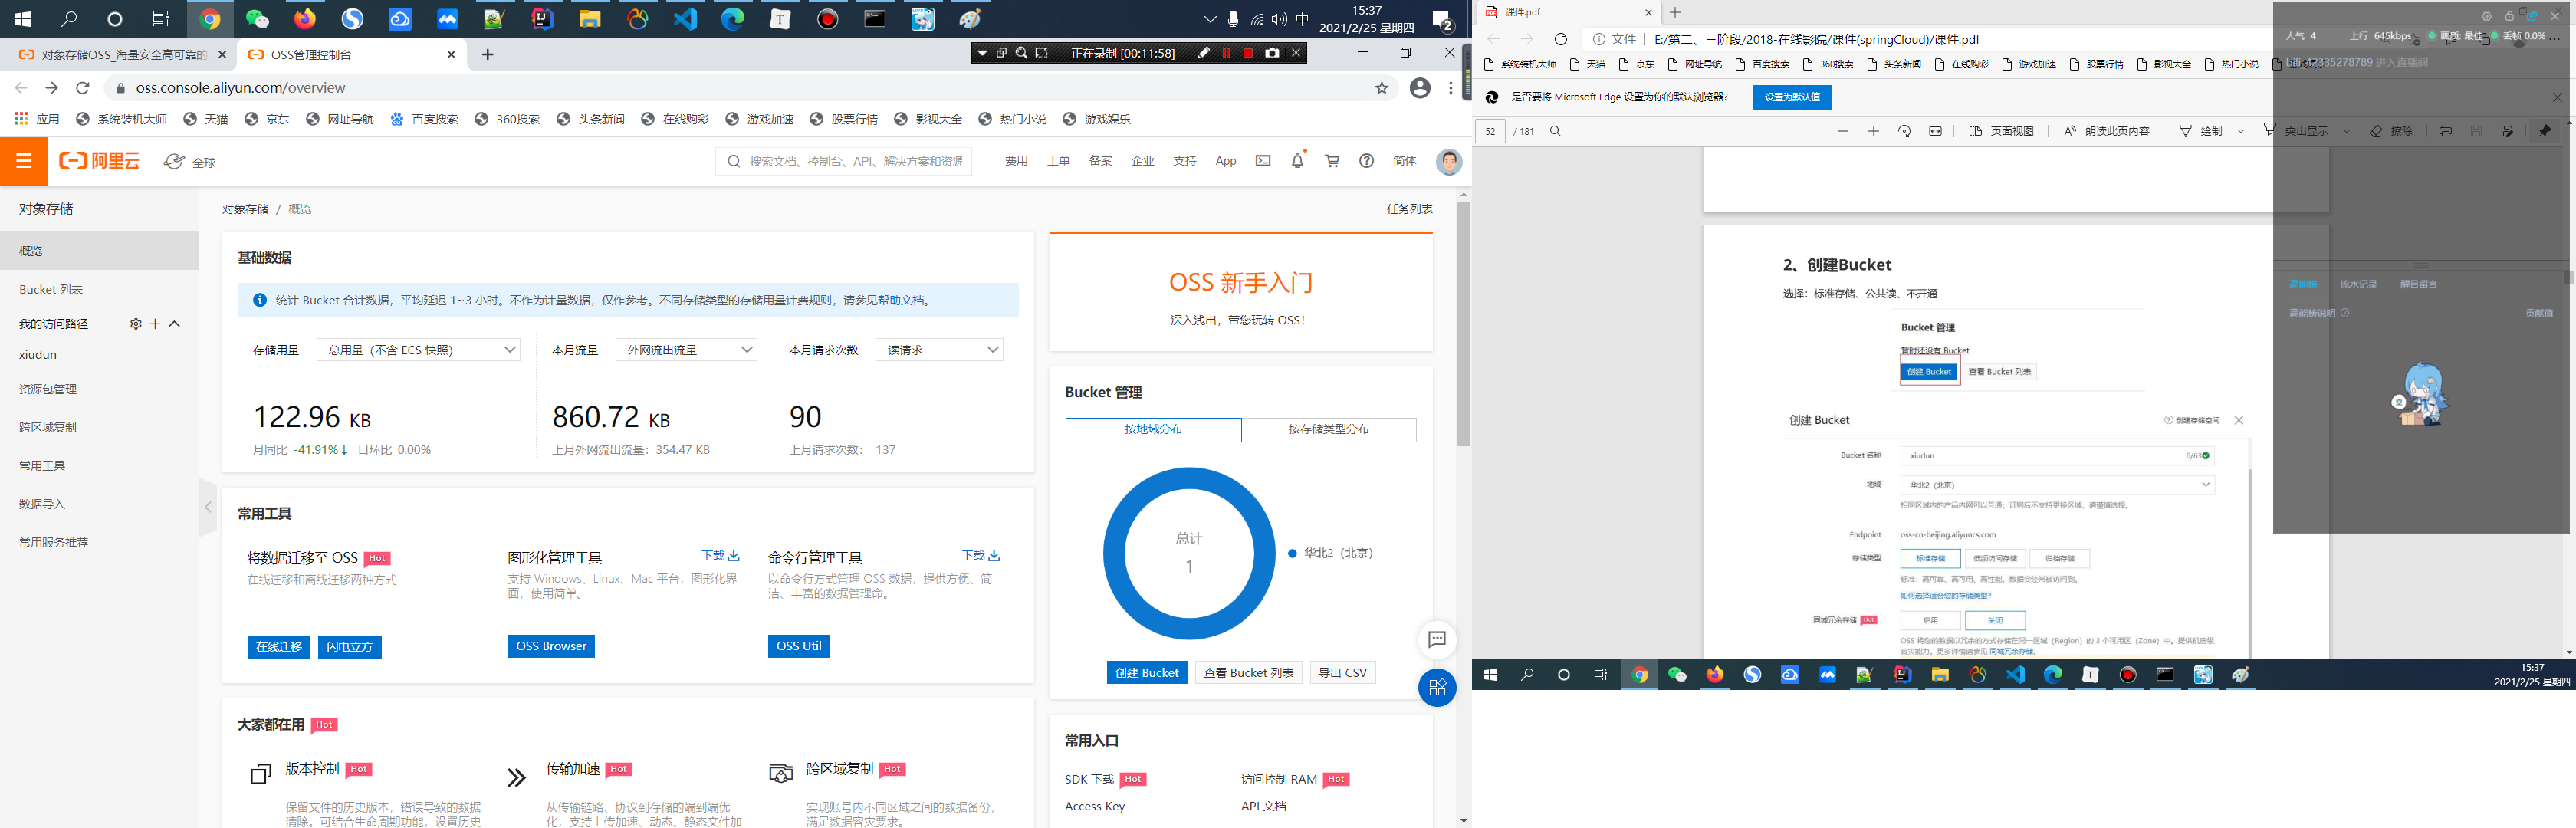 15:37
2021/2/25 星期四
2
对象存储OSS_海量安全高可靠的
OSS管理控制台
正在录制 [00:11:58]
oss.console.aliyun.com/overview
应用 系统装机大师 天猫 京东 网址导航 百度搜索 360搜索 头条新闻 在线购彩 游戏加速 股票行情 影视大全 热门小说 游戏娱乐
阿里云 全球 搜索文档、控制台、API、解决方案和资源 费用 工单 备案 企业 支持 App 简体
对象存储
概览
Bucket 列表
我的访问路径
xiudun
资源包管理
跨区域复制
常用工具
数据导入
常用服务推荐
对象存储 / 概览
任务列表
基础数据
统计 Bucket 合计数据，平均延迟 1~3 小时。不作为计量数据，仅作参考。不同存储类型的存储用量计费规则，请参见帮助文档。
存储用量 总用量（不含 ECS 快照） 本月流量 外网流出流量 本月请求次数 读请求
122.96 KB 860.72 KB 90
月同比 -41.91%↓ 日环比 0.00% 上月外网流出流量：354.47 KB 上月请求次数： 137
常用工具
将数据迁移至 OSS Hot
在线迁移和离线迁移两种方式
在线迁移 闪电立方
图形化管理工具 下载
支持 Windows、Linux、Mac 平台，图形化界
面，使用简单。
OSS Browser
命令行管理工具 下载
以命令行方式管理 OSS 数据，提供方便、简
洁、丰富的数据管理命。
OSS Util
大家都在用 Hot
版本控制 Hot
保留文件的历史版本，错误导致的数据
清除。可结合生命周期功能，设置历史
传输加速 Hot
从传输链路、协议到存储的端到端优
化，支持上传加速、动态、静态文件加
跨区域复制 Hot
实现账号内不同区域之间的数据备份，
满足数据容灾要求。
OSS 新手入门
深入浅出，带您玩转 OSS！
Bucket 管理
按地域分布 按存储类型分布
总计
1
华北2（北京）
创建 Bucket 查看 Bucket 列表 导出 CSV
常用入口
SDK 下载 Hot 访问控制 RAM Hot
Access Key API 文档
课件.pdf
文件 E:/第二、三阶段/2018-在线影院/课件(springCloud)/课件.pdf
系统装机大师 天猫 京东 网址导航 百度搜索 360搜索 头条新闻 在线购彩 游戏加速 股票行情 影视大全 热门小说
是否要将 Microsoft Edge 设置为你的默认浏览器? 设置为默认值
52 / 181 页面视图 朗读此页内容 绘制 突出显示 擦除
人气 4 上行 645kbps 画质: 最佳 丢帧 0.0%
进入直播间
高能榜 流水记录 醒目留言
高能榜说明 贡献值
2、创建Bucket
选择：标准存储、公共读、不开通
Bucket 管理
暂时还没有 Bucket
创建 Bucket 查看 Bucket 列表
创建 Bucket 创建存储空间
Bucket 名称 xiudun 6/63
地域 华北2（北京）
相同区域内的产品内网可以互通；订购后不支持更换区域，请谨慎选择。
Endpoint oss-cn-beijing.aliyuncs.com
存储类型 标准存储 低频访问存储 归档存储
标准：高可靠、高可用、高性能，数据会经常被访问到。
如何选择适合您的存储类型?
同城冗余存储 Hot 启用 关闭
OSS 将您的数据以冗余的方式存储在同一区域（Region）的 3 个可用区（Zone）中。提供机房级
容灾能力。更多详情请参见 同城冗余存储。
15:37
2021/2/25 星期四